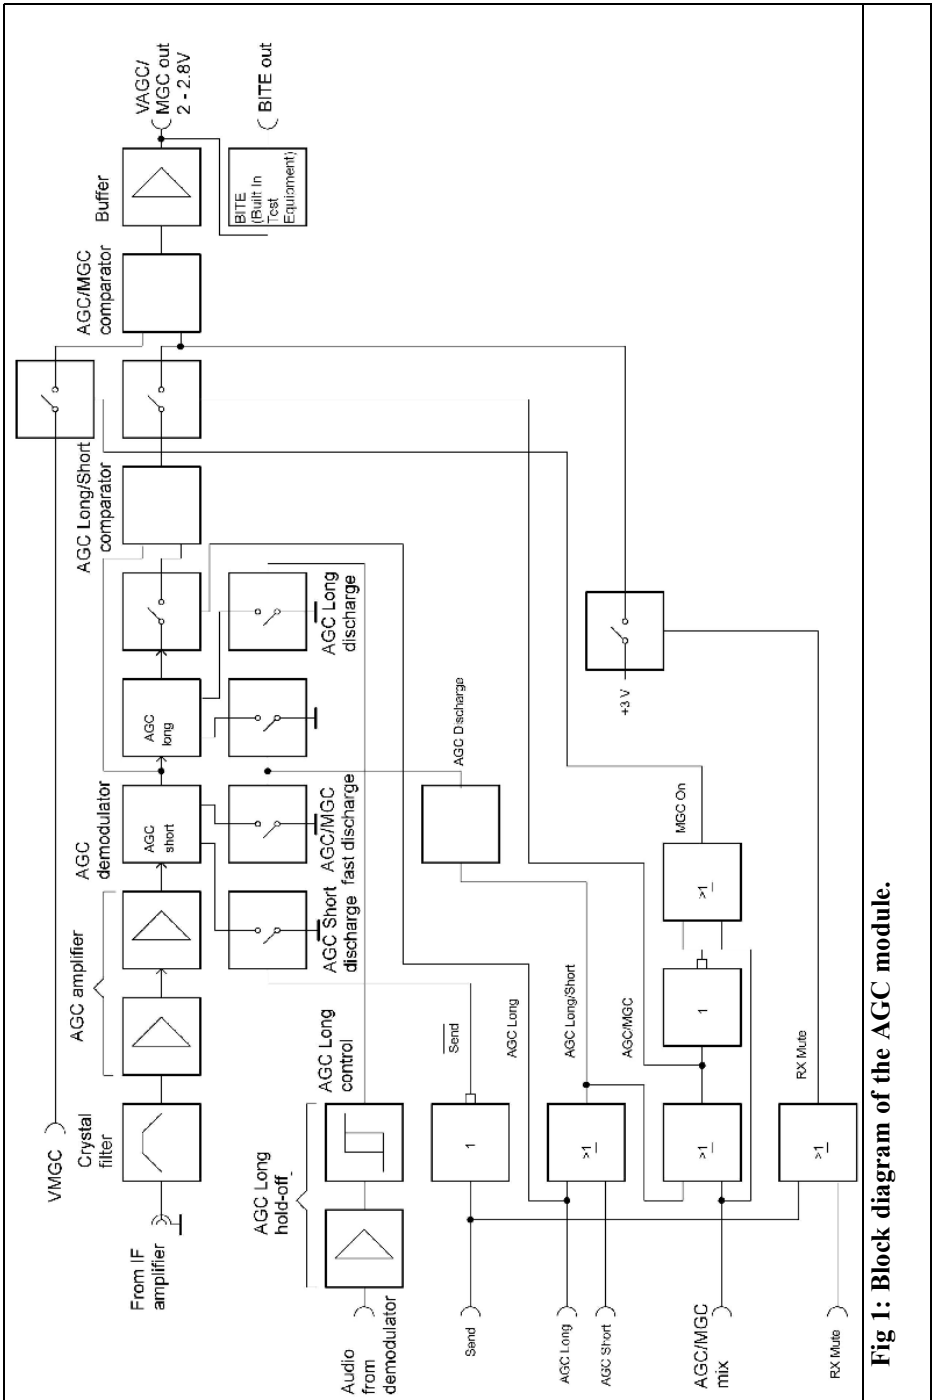 VMGC
VAGC/
MGC out
2 - 2.8V
BITE out
From IF
amplifier
Crystal
filter
AGC amplifier
AGC
demodulator
AGC
short
AGC
long
AGC Long/Short
comparator
AGC/MGC
comparator
Buffer
BITE
(Built In
Test
Equipment)
AGC Short
discharge
AGC/MGC
fast discharge
AGC Long
discharge
AGC Long
hold-off
AGC Long
control
Audio
from
demodulator
AGC Discharge
Send
1
Send
AGC Long
AGC Long
AGC Short
>1
AGC Long/Short
AGC/MGC
AGC/MGC
mix
>1
1
>1
MGC On
+3 V
RX Mute
>1
RX Mute
Fig 1: Block diagram of the AGC module.